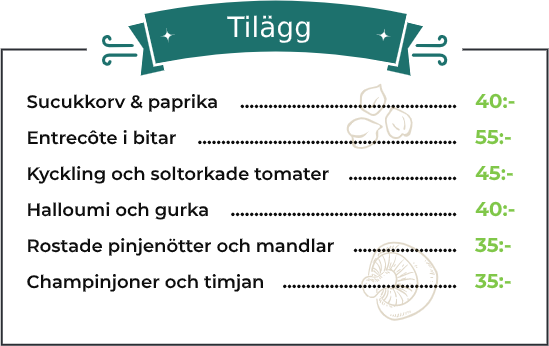 Tilägg
Sucukkorv & paprika ........................................ 40:-
Entrecôte i bitar ................................................ 55:-
Kyckling och soltorkade tomater .................... 45:-
Halloumi och gurka .......................................... 40:-
Rostade pinjenötter och mandlar ................... 35:-
Champinjoner och timjan ................................ 35:-